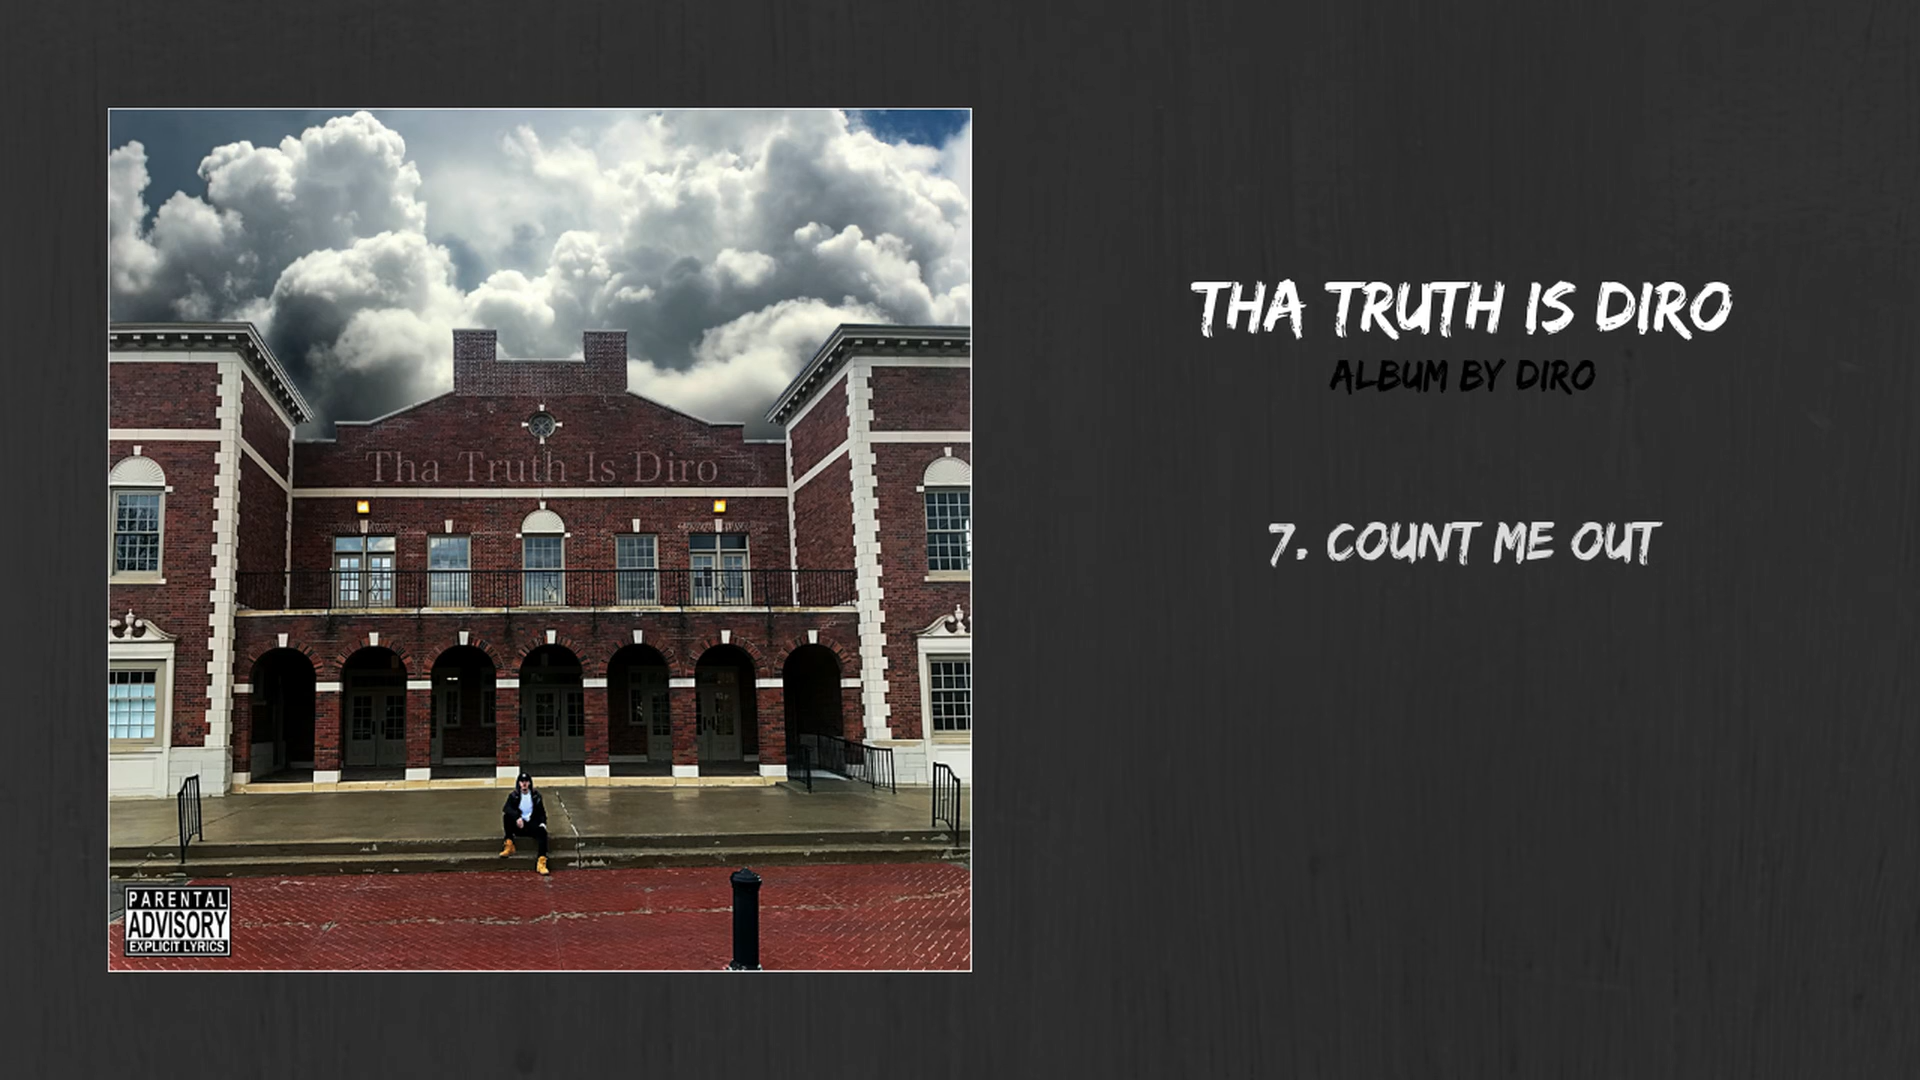 Tha Truth Is Diro
PARENTAL
ADVISORY
EXPLICIT LYRICS
THA TRUTH IS DIRO
ALBUM BY DIRO
7. COUNT ME OUT